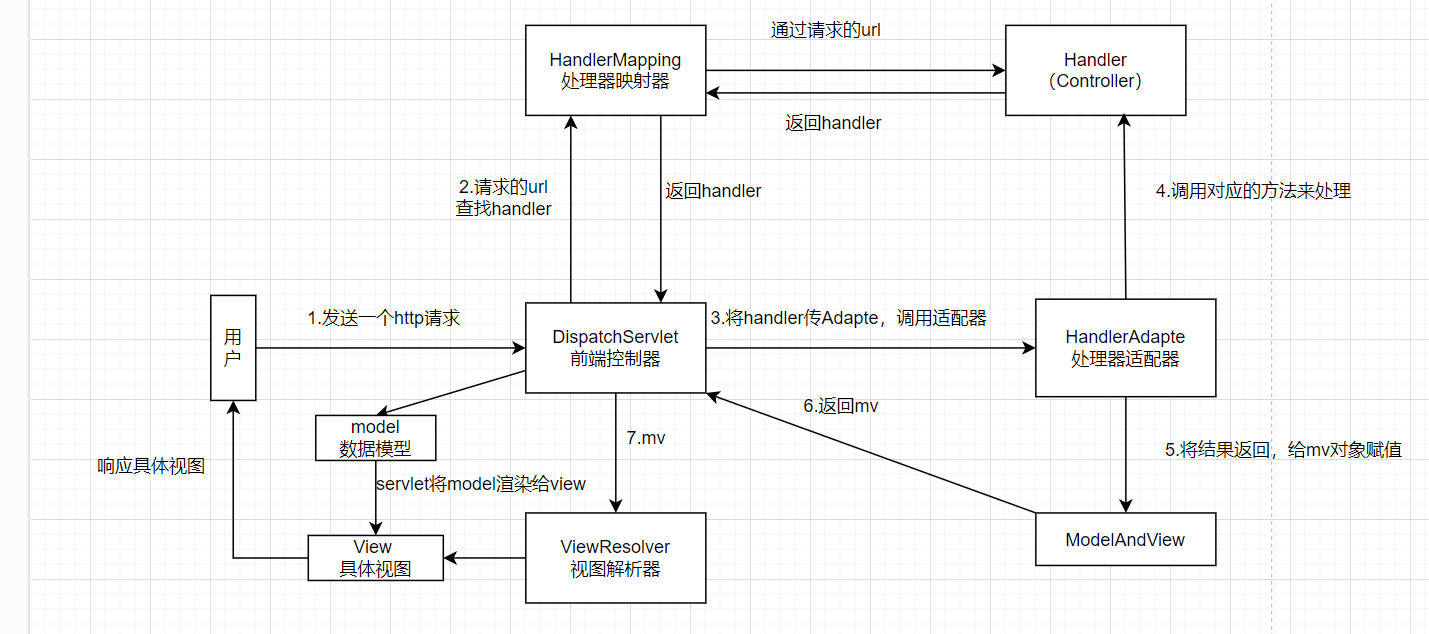 通过请求的url
HandlerMapping
处理器映射器
Handler
（Controller）
返回handler
2.请求的url
查找handler
返回handler
4.调用对应的方法来处理
用
户
1.发送一个http请求
DispatchServlet
前端控制器
3.将handler传Adapte，调用适配器
HandlerAdapte
处理器适配器
6.返回mv
model
数据模型
7.mv
5.将结果返回，给mv对象赋值
响应具体视图
servlet将model渲染给view
View
具体视图
ViewResolver
视图解析器
ModelAndView